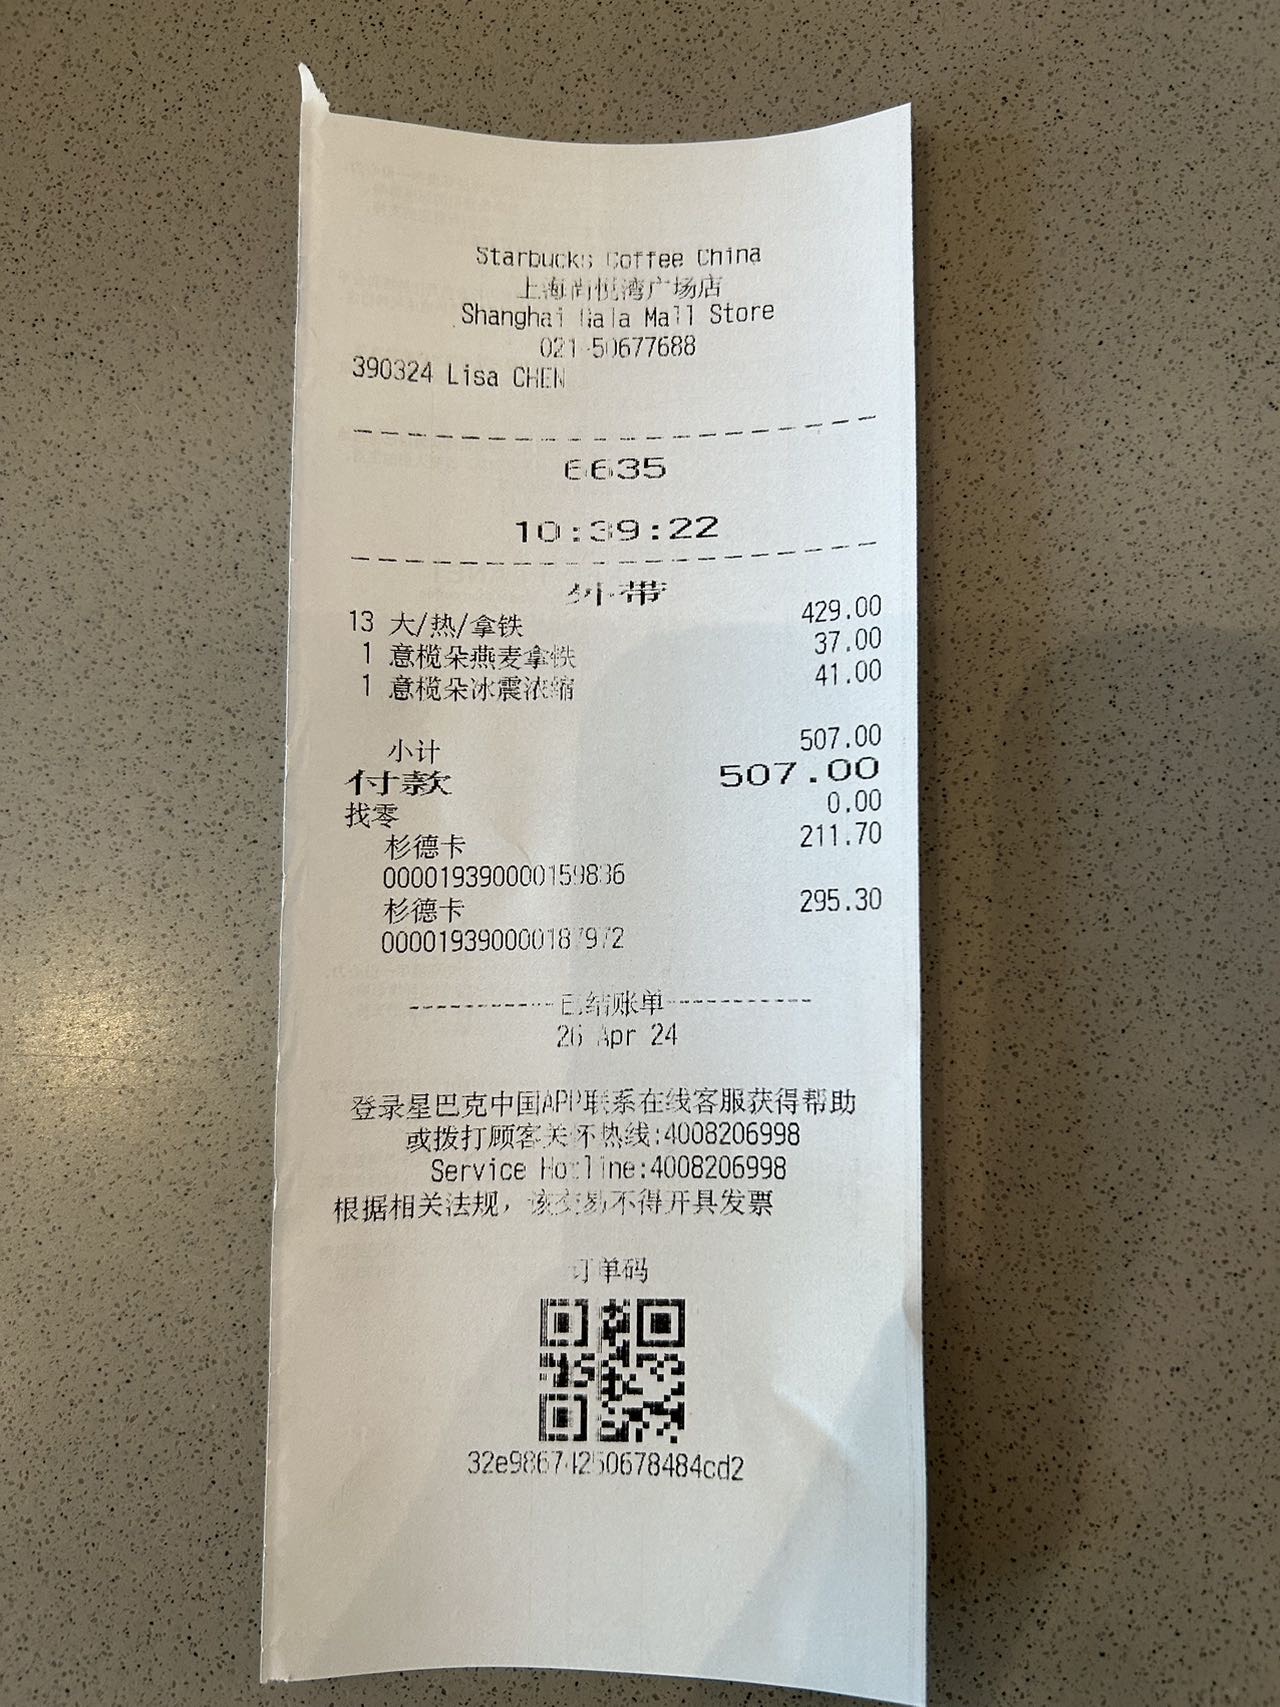 Starbucks Coffee China
上海尚悦湾广场店
Shanghai Gala Mall Store
021-50677688
390324 Lisa CHEN
6635
10:39:22
外带
13 大/热/拿铁 429.00
1 意榄朵燕麦拿铁 37.00
1 意榄朵冰震浓缩 41.00
小计 507.00
付款 507.00
找零 0.00
杉德卡 211.70
0000193900000159836
杉德卡 295.30
0000193900000187972
-----------已结账单-----------
26 Apr 24
登录星巴克中国APP联系在线客服获得帮助
或拨打顾客关怀热线:4008206998
Service Hotline:4008206998
根据相关法规，该交易不得开具发票
订单码